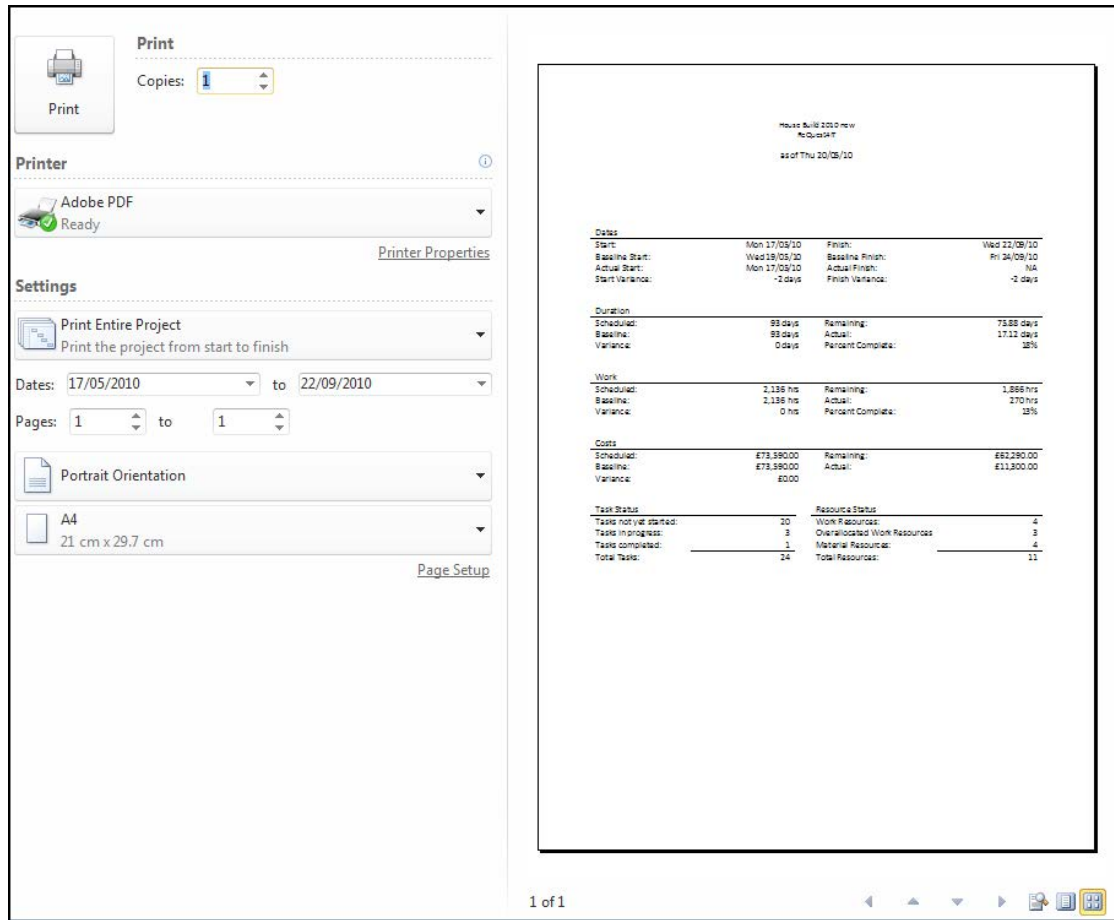 Print
Copies: 1
Print
Printer
Adobe PDF
Ready
Printer Properties
Settings
Print Entire Project
Print the project from start to finish
Dates: 17/05/2010 to 22/09/2010
Pages: 1 to 1
Portrait Orientation
A4
21 cm x 29.7 cm
Page Setup
House Build 2010 new
as of Thu 20/05/10
Dates
Start: Mon 17/05/10 Finish: Wed 22/09/10
Baseline Start: Wed 19/05/10 Baseline Finish: Fri 24/09/10
Actual Start: Mon 17/05/10 Actual Finish: NA
Start Variance: -2 days Finish Variance: -2 days
Duration
Scheduled: 93 days Remaining: 75.88 days
Baseline: 93 days Actual: 17.12 days
Variance: 0 days Percent Complete: 18%
Work
Scheduled: 2,136 hrs Remaining: 1,866 hrs
Baseline: 2,136 hrs Actual: 270 hrs
Variance: 0 hrs Percent Complete: 13%
Costs
Scheduled: £73,590.00 Remaining: £62,290.00
Baseline: £73,590.00 Actual: £11,300.00
Variance: £0.00
Task Status Resource Status
Tasks not yet started: 20 Work Resources: 4
Tasks in progress: 3 Overallocated Work Resources 3
Tasks completed: 1 Material Resources: 4
Total Tasks: 24 Total Resources: 11
1 of 1